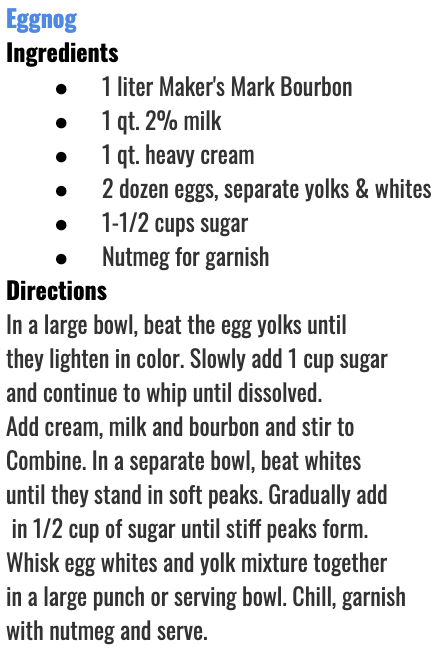 Eggnog
Ingredients
● 1 liter Maker's Mark Bourbon
● 1 qt. 2% milk
● 1 qt. heavy cream
● 2 dozen eggs, separate yolks & whites
● 1-1/2 cups sugar
● Nutmeg for garnish
Directions
In a large bowl, beat the egg yolks until
they lighten in color. Slowly add 1 cup sugar
and continue to whip until dissolved.
Add cream, milk and bourbon and stir to
Combine. In a separate bowl, beat whites
until they stand in soft peaks. Gradually add
in 1/2 cup of sugar until stiff peaks form.
Whisk egg whites and yolk mixture together
in a large punch or serving bowl. Chill, garnish
with nutmeg and serve.